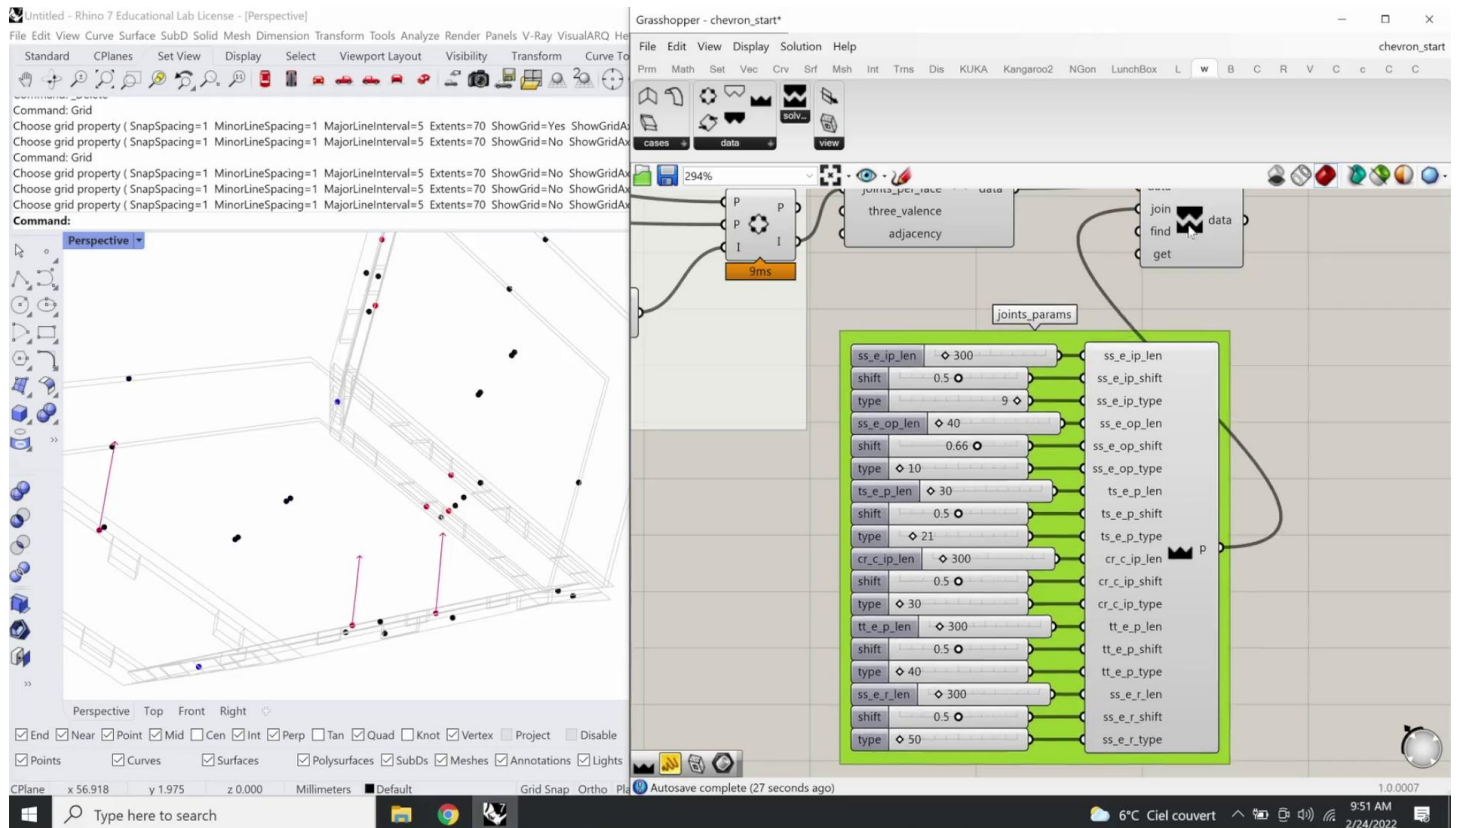 Untitled - Rhino 7 Educational Lab License - [Perspective]
File Edit View Curve Surface SubD Solid Mesh Dimension Transform Tools Analyze Render Panels V-Ray VisualARQ He
Standard CPlanes Set View Display Select Viewport Layout Visibility Transform Curve To
Command: Grid
Choose grid property ( SnapSpacing=1 MinorLineSpacing=1 MajorLineInterval=5 Extents=70 ShowGrid=Yes ShowGridA
Choose grid property ( SnapSpacing=1 MinorLineSpacing=1 MajorLineInterval=5 Extents=70 ShowGrid=No ShowGridAx
Command: Grid
Choose grid property ( SnapSpacing=1 MinorLineSpacing=1 MajorLineInterval=5 Extents=70 ShowGrid=No ShowGridAx
Choose grid property ( SnapSpacing=1 MinorLineSpacing=1 MajorLineInterval=5 Extents=70 ShowGrid=No ShowGridAx
Choose grid property ( SnapSpacing=1 MinorLineSpacing=1 MajorLineInterval=5 Extents=70 ShowGrid=No ShowGridAx
Command:
Perspective
Perspective Top Front Right
End Near Point Mid Cen Int Perp Tan Quad Knot Vertex Project Disable
Points Curves Surfaces Polysurfaces SubDs Meshes Annotations Lights
CPlane x 56.918 y 1.975 z 0.000 Millimeters Default Grid Snap Ortho Pla
Grasshopper - chevron_start*
File Edit View Display Solution Help chevron_start
Prm Math Set Vec Crv Srf Msh Int Trns Dis KUKA Kangaroo2 NGon LunchBox L w B C R V C c C C
solv...
cases data view
294%
P P
P
I I
9ms
joints_per_face data
three_valence
adjacency
join
find data
get
joints_params
ss_e_ip_len 300 ss_e_ip_len
shift 0.5 ss_e_ip_shift
type 9 ss_e_ip_type
ss_e_op_len 40 ss_e_op_len
shift 0.66 ss_e_op_shift
type 10 ss_e_op_type
ts_e_p_len 30 ts_e_p_len
shift 0.5 ts_e_p_shift
type 21 ts_e_p_type
cr_c_ip_len 300 cr_c_ip_len
p
shift 0.5 cr_c_ip_shift
type 30 cr_c_ip_type
tt_e_p_len 300 tt_e_p_len
shift 0.5 tt_e_p_shift
type 40 tt_e_p_type
ss_e_r_len 300 ss_e_r_len
shift 0.5 ss_e_r_shift
type 50 ss_e_r_type
Autosave complete (27 seconds ago) 1.0.0007
Type here to search
6°C Ciel couvert
9:51 AM
2/24/2022